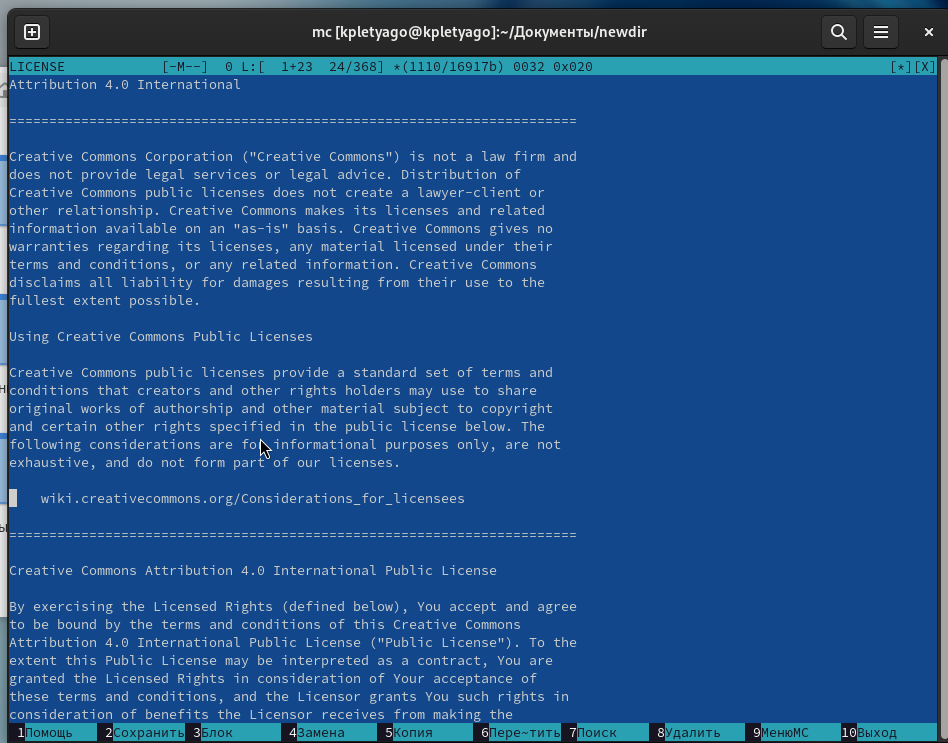 mc [kpletyago@kpletyago]:~/Документы/newdir
LICENSE [-M--] 0 L:[ 1+23 24/368] *(1110/16917b) 0032 0x020 [*][X]
Attribution 4.0 International
=======================================================================
Creative Commons Corporation ("Creative Commons") is not a law firm and
does not provide legal services or legal advice. Distribution of
Creative Commons public licenses does not create a lawyer-client or
other relationship. Creative Commons makes its licenses and related
information available on an "as-is" basis. Creative Commons gives no
warranties regarding its licenses, any material licensed under their
terms and conditions, or any related information. Creative Commons
disclaims all liability for damages resulting from their use to the
fullest extent possible.
Using Creative Commons Public Licenses
Creative Commons public licenses provide a standard set of terms and
conditions that creators and other rights holders may use to share
original works of authorship and other material subject to copyright
and certain other rights specified in the public license below. The
following considerations are for informational purposes only, are not
exhaustive, and do not form part of our licenses.
wiki.creativecommons.org/Considerations_for_licensees
=======================================================================
Creative Commons Attribution 4.0 International Public License
By exercising the Licensed Rights (defined below), You accept and agree
to be bound by the terms and conditions of this Creative Commons
Attribution 4.0 International Public License ("Public License"). To the
extent this Public License may be interpreted as a contract, You are
granted the Licensed Rights in consideration of Your acceptance of
these terms and conditions, and the Licensor grants You such rights in
consideration of benefits the Licensor receives from making the
1Помощь 2Сохранить 3Блок 4Замена 5Копия 6Пере~тить 7Поиск 8Удалить 9МенюМС 10Выход